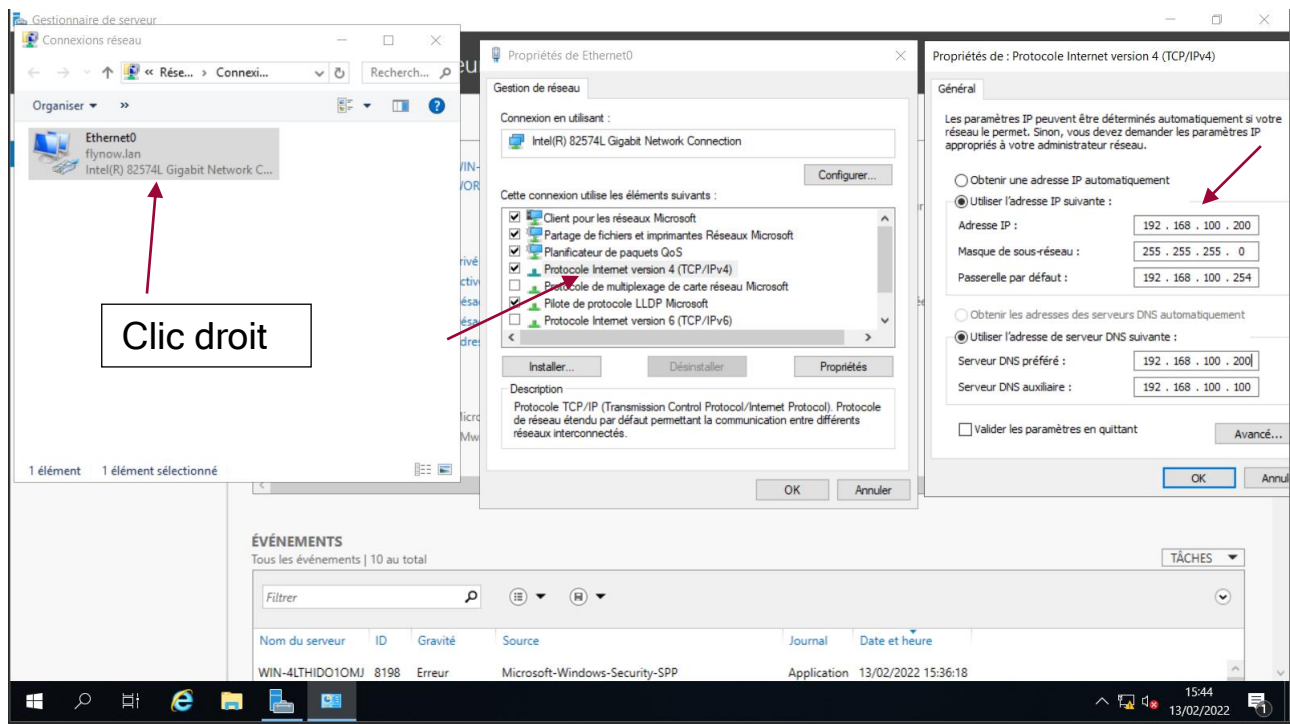 Gestionnaire de serveur
Connexions réseau
« Rése... › Connexi...
Recherch...
Organiser
»
Ethernet0
flynow.lan
Intel(R) 82574L Gigabit Network C...
Clic droit
1 élément 1 élément sélectionné
Propriétés de Ethernet0
Gestion de réseau
Connexion en utilisant :
Intel(R) 82574L Gigabit Network Connection
Configurer...
Cette connexion utilise les éléments suivants :
Client pour les réseaux Microsoft
Partage de fichiers et imprimantes Réseaux Microsoft
Planificateur de paquets QoS
Protocole Internet version 4 (TCP/IPv4)
Protocole de multiplexage de carte réseau Microsoft
Pilote de protocole LLDP Microsoft
Protocole Internet version 6 (TCP/IPv6)
Installer... Désinstaller Propriétés
Description
Protocole TCP/IP (Transmission Control Protocol/Internet Protocol). Protocole
de réseau étendu par défaut permettant la communication entre différents
réseaux interconnectés.
OK Annuler
Propriétés de : Protocole Internet version 4 (TCP/IPv4)
Général
Les paramètres IP peuvent être déterminés automatiquement si votre
réseau le permet. Sinon, vous devez demander les paramètres IP
appropriés à votre administrateur réseau.
Obtenir une adresse IP automatiquement
Utiliser l'adresse IP suivante :
Adresse IP : 192 . 168 . 100 . 200
Masque de sous-réseau : 255 . 255 . 255 . 0
Passerelle par défaut : 192 . 168 . 100 . 254
Obtenir les adresses des serveurs DNS automatiquement
Utiliser l'adresse de serveur DNS suivante :
Serveur DNS préféré : 192 . 168 . 100 . 200
Serveur DNS auxiliaire : 192 . 168 . 100 . 100
Valider les paramètres en quittant
Avancé...
OK Annul
ÉVÉNEMENTS
Tous les événements | 10 au total
TÂCHES
Filtrer
Nom du serveur ID Gravité Source Journal Date et heure
WIN-4LTHIDO1OMJ 8198 Erreur Microsoft-Windows-Security-SPP Application 13/02/2022 15:36:18
15:44
13/02/2022
1